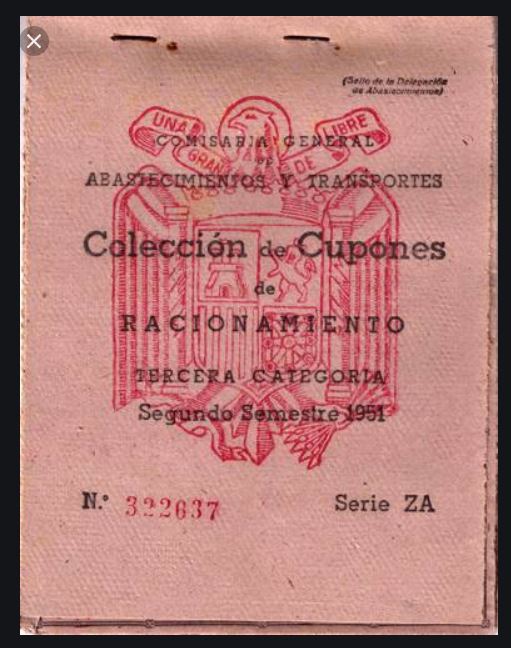 (Sello de la Delegación
de Abastecimientos)
UNA
GRANDE
LIBRE
COMISARIA GENERAL
DE
ABASTECIMIENTOS Y TRANSPORTES
Colección de Cupones
de
RACIONAMIENTO
TERCERA CATEGORIA
Segundo Semestre 1951
N.º 322637
Serie ZA